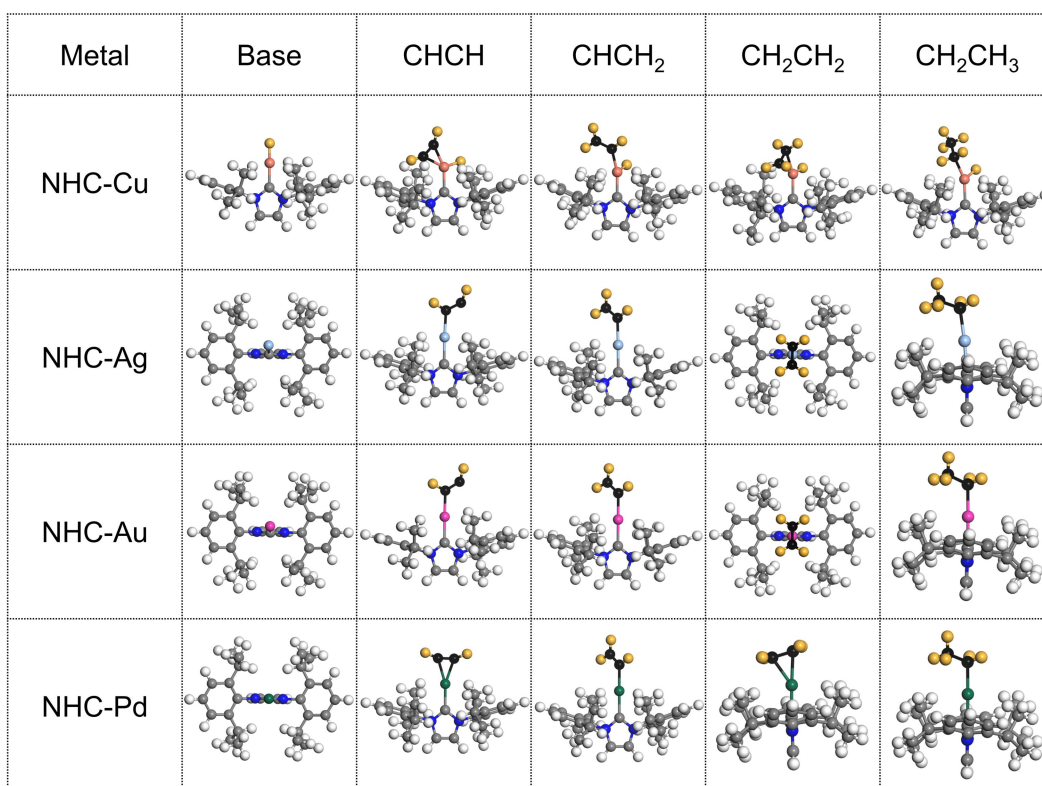 Metal Base CHCH CHCH₂ CH₂CH₂ CH₂CH₃
NHC-Cu
NHC-Ag
NHC-Au
NHC-Pd